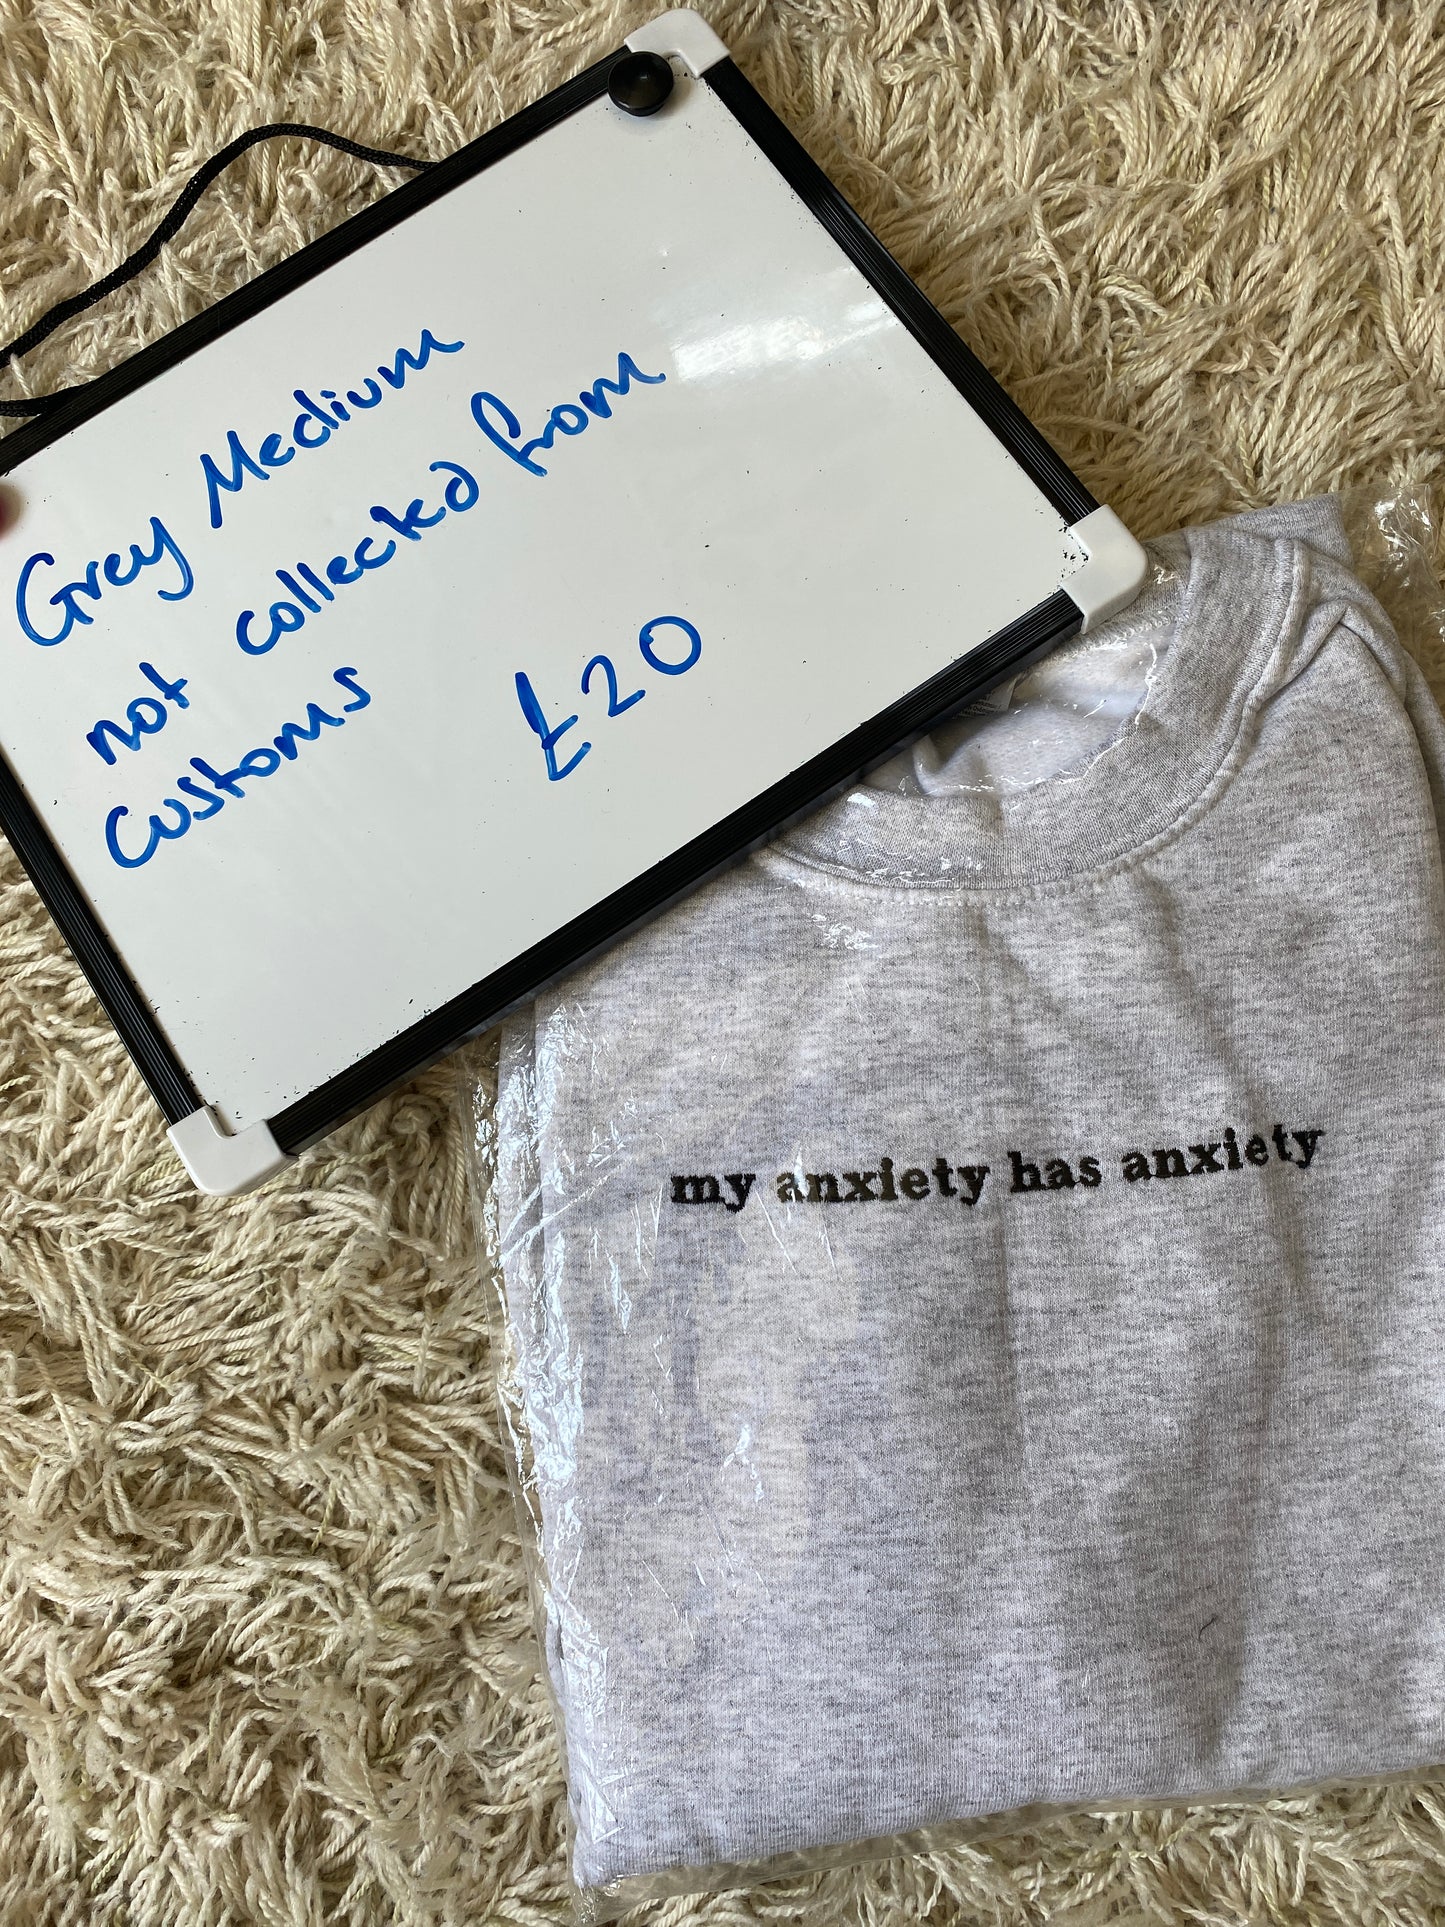 Grey Medium
not collected from
customs £20
my anxiety has anxiety